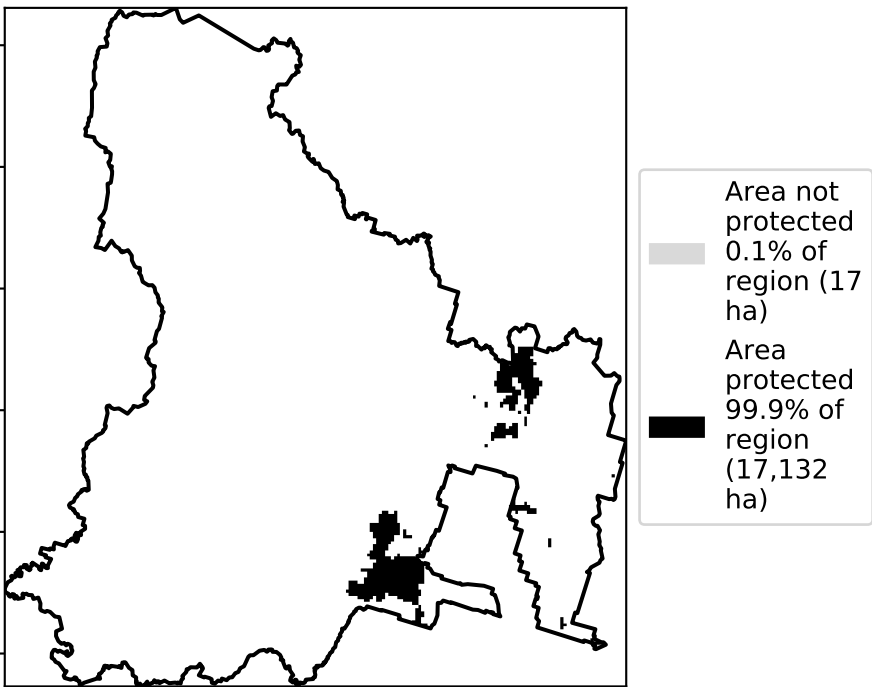 Area not
protected
0.1% of
region (17
ha)
Area
protected
99.9% of
region
(17,132
ha)